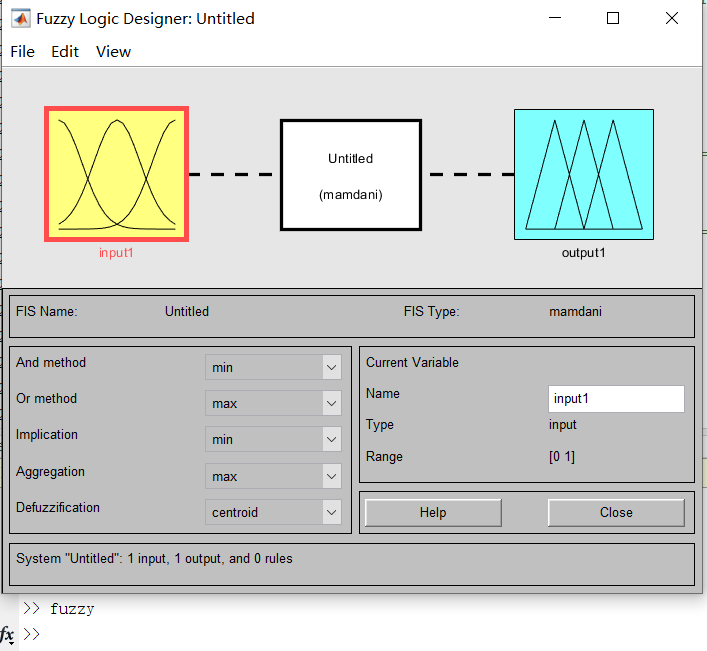 Fuzzy Logic Designer: Untitled
File Edit View
Untitled
(mamdani)
input1
output1
FIS Name: Untitled FIS Type: mamdani
And method min
Or method max
Implication min
Aggregation max
Defuzzification centroid
Current Variable
Name input1
Type input
Range [0 1]
Help Close
System "Untitled": 1 input, 1 output, and 0 rules
>> fuzzy
fx >>